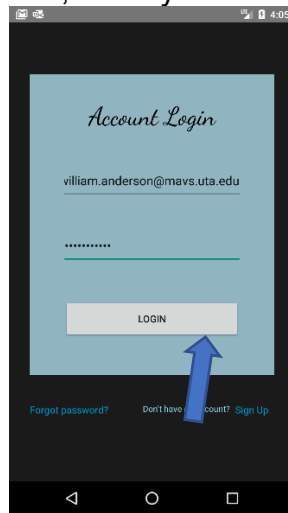 4:05
Account Login
villiam.anderson@mavs.uta.edu
•••••••••••
LOGIN
Forgot password? Don't have count? Sign Up